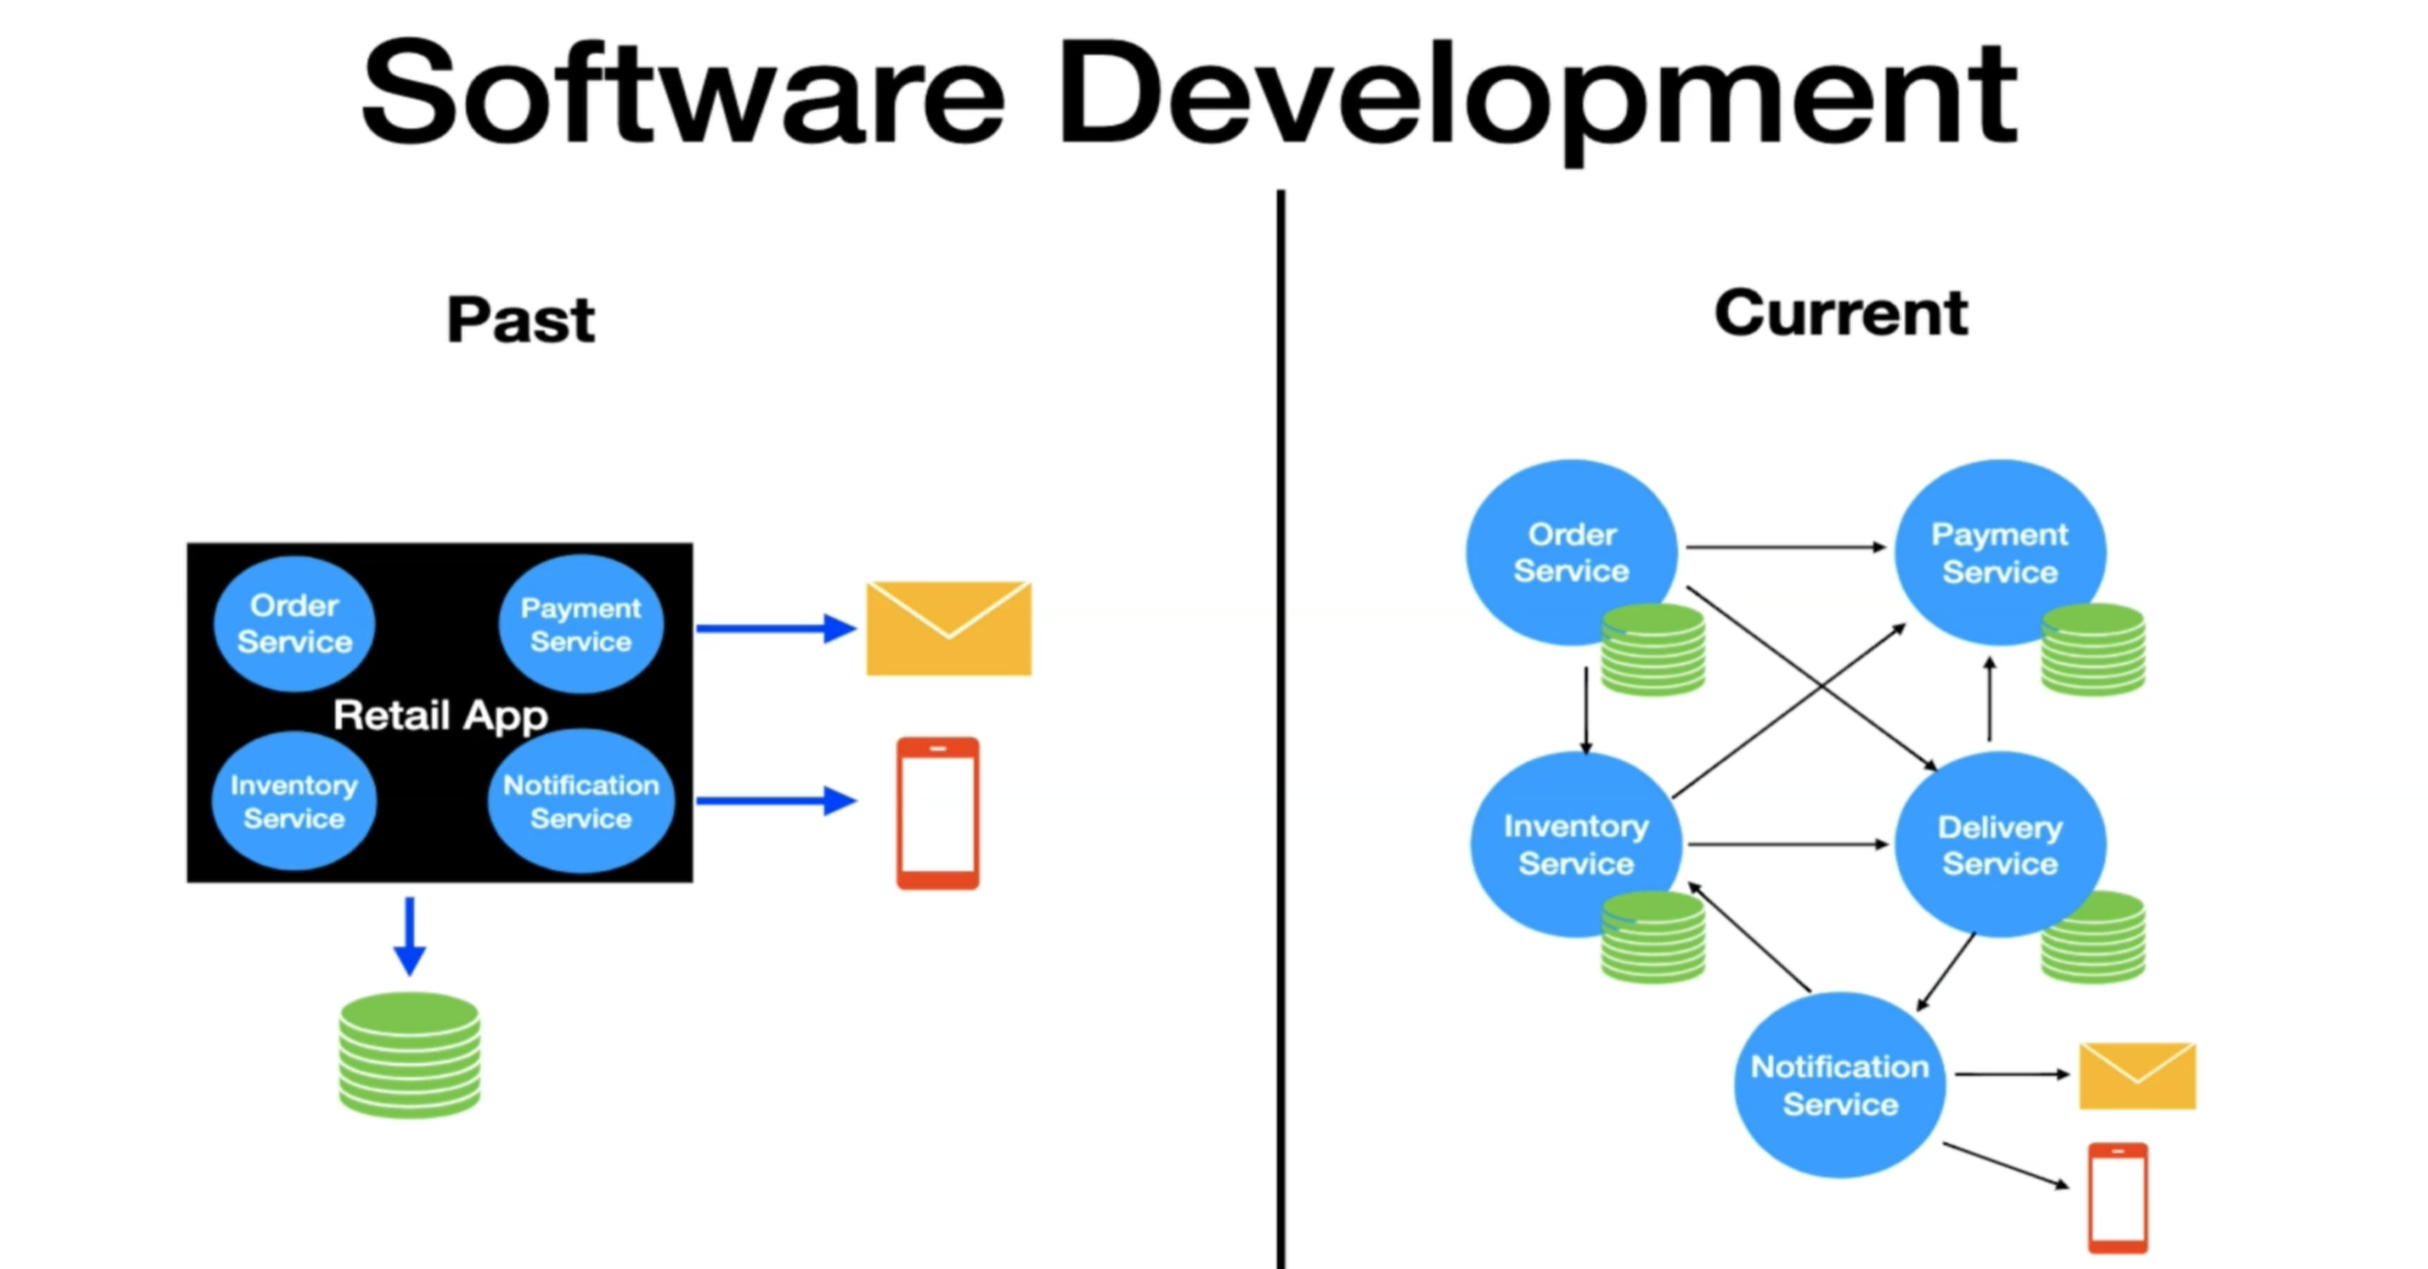 Software Development
Past
Order
Service
Payment
Service
Retail App
Inventory
Service
Notification
Service
Current
Order
Service
Payment
Service
Inventory
Service
Delivery
Service
Notification
Service